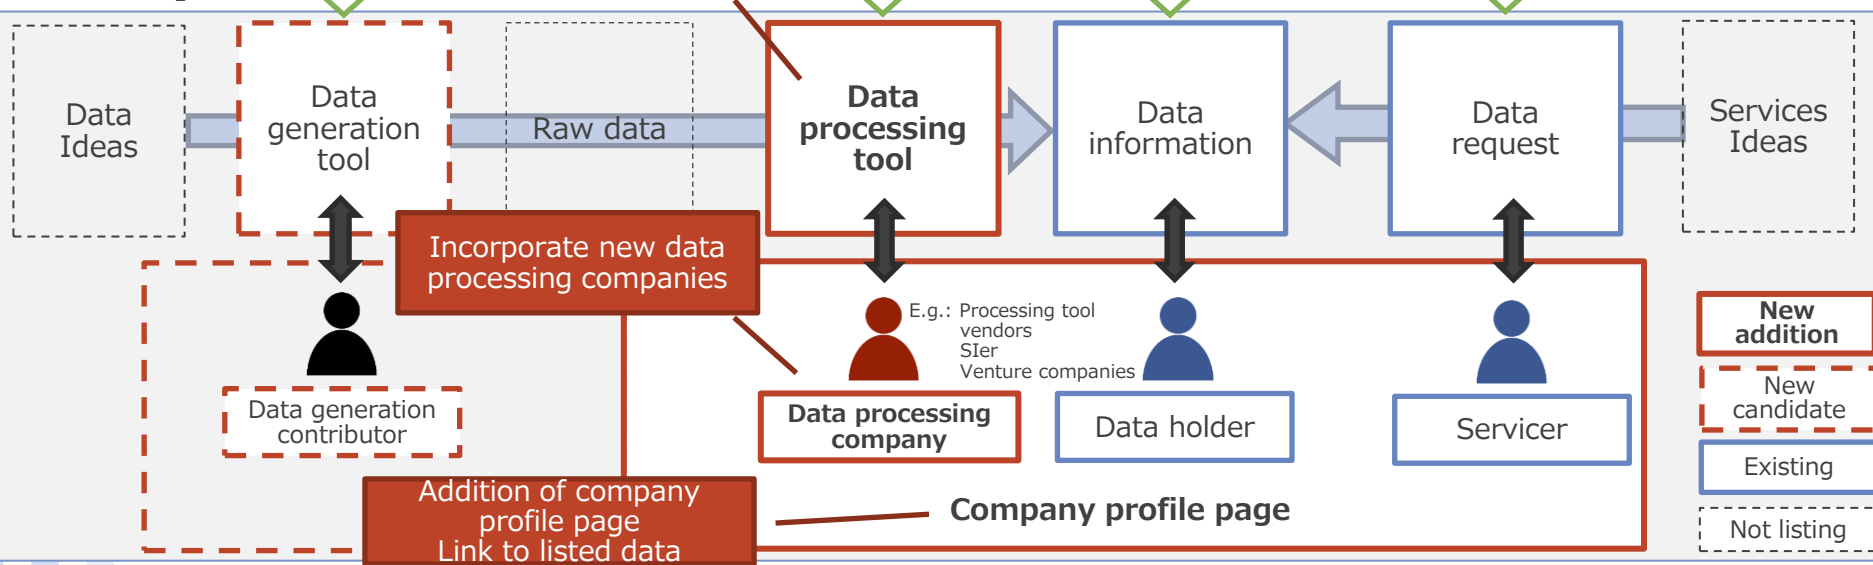 Data
Ideas
Data
generation
tool
Raw data
Data
processing
tool
Data
information
Data
request
Services
Ideas
Incorporate new data
processing companies
E.g.: Processing tool
vendors
SIer
Venture companies
Data generation
contributor
Data processing
company
Data holder
Servicer
Addition of company
profile page
Link to listed data
Company profile page
New
addition
New
candidate
Existing
Not listing